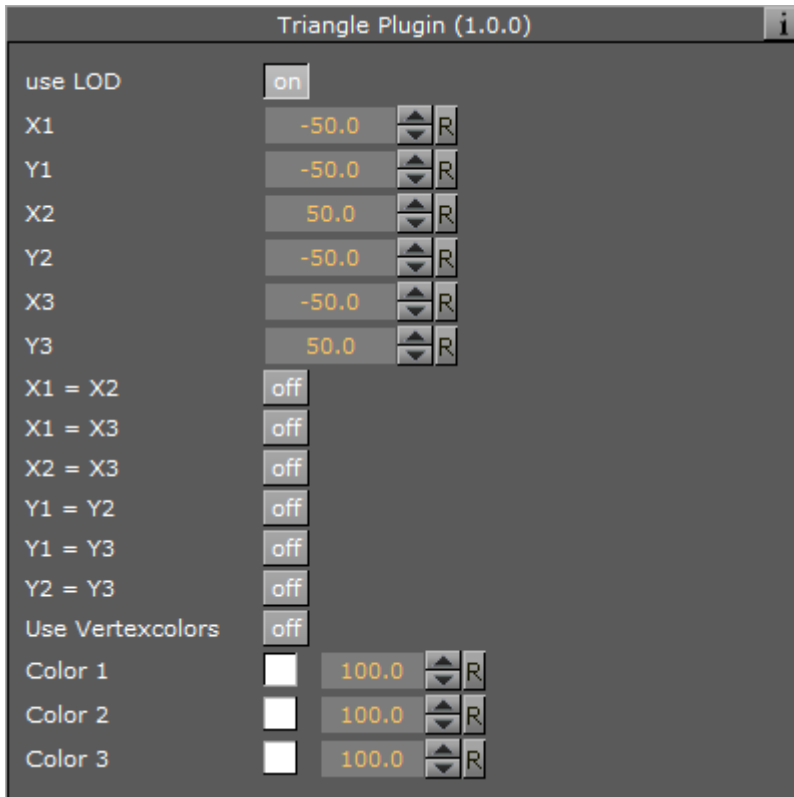 Triangle Plugin (1.0.0) i
use LOD on
X1 -50.0 R
Y1 -50.0 R
X2 50.0 R
Y2 -50.0 R
X3 -50.0 R
Y3 50.0 R
X1 = X2 off
X1 = X3 off
X2 = X3 off
Y1 = Y2 off
Y1 = Y3 off
Y2 = Y3 off
Use Vertexcolors off
Color 1 100.0 R
Color 2 100.0 R
Color 3 100.0 R